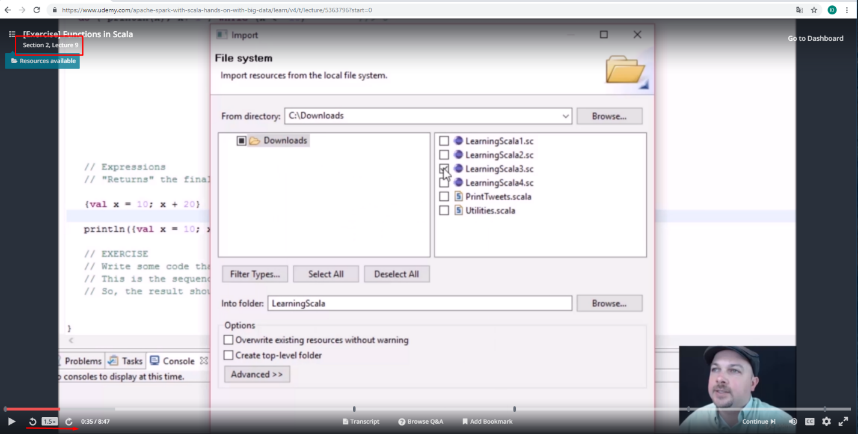 https://www.udemy.com/apache-spark-with-scala-hands-on-with-big-data/learn/v4/t/lecture/5363796?start=0
[Exercise] Functions in Scala
Section 2, Lecture 9
Go to Dashboard
Resources available
Import
File system
Import resources from the local file system.
From directory: C:\Downloads
Browse...
Downloads
LearningScala1.sc
LearningScala2.sc
LearningScala3.sc
LearningScala4.sc
PrintTweets.scala
Utilities.scala
// Expressions
// "Returns" the final
{val x = 10; x + 20}
println({val x = 10; x
// EXERCISE
// Write some code tha
// This is the sequenc
// So, the result shou
}
Filter Types...
Select All
Deselect All
Into folder: LearningScala
Browse...
Options
Overwrite existing resources without warning
Create top-level folder
Advanced >>
Problems Tasks Console
o consoles to display at this time.
1.5× 0:35 / 8:47
Transcript Browse Q&A Add Bookmark
Continue